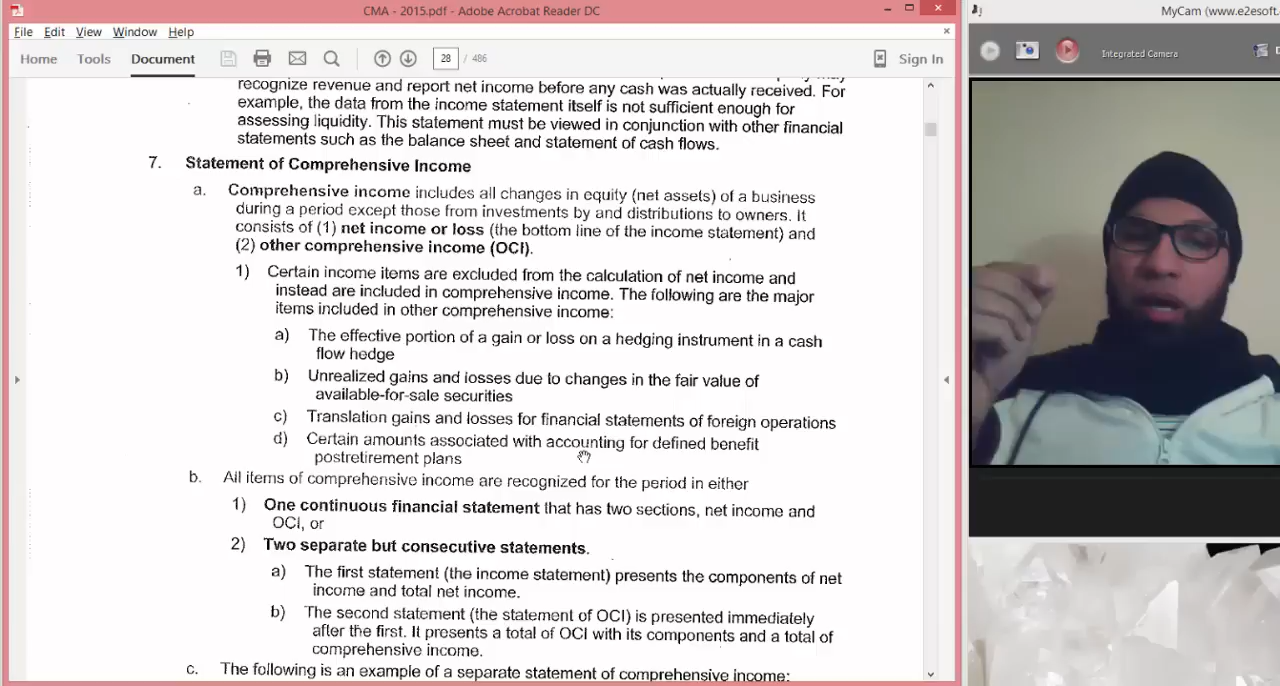 CMA - 2015.pdf - Adobe Acrobat Reader DC
File Edit View Window Help
Home Tools Document 28 / 486 Sign In
recognize revenue and report net income before any cash was actually received. For
example, the data from the income statement itself is not sufficient enough for
assessing liquidity. This statement must be viewed in conjunction with other financial
statements such as the balance sheet and statement of cash flows.
7. Statement of Comprehensive Income
a. Comprehensive income includes all changes in equity (net assets) of a business
during a period except those from investments by and distributions to owners. It
consists of (1) net income or loss (the bottom line of the income statement) and
(2) other comprehensive income (OCI).
1) Certain income items are excluded from the calculation of net income and
instead are included in comprehensive income. The following are the major
items included in other comprehensive income:
a) The effective portion of a gain or loss on a hedging instrument in a cash
flow hedge
b) Unrealized gains and losses due to changes in the fair value of
available-for-sale securities
c) Translation gains and losses for financial statements of foreign operations
d) Certain amounts associated with accounting for defined benefit
postretirement plans
b. All items of comprehensive income are recognized for the period in either
1) One continuous financial statement that has two sections, net income and
OCI, or
2) Two separate but consecutive statements.
a) The first statement (the income statement) presents the components of net
income and total net income.
b) The second statement (the statement of OCI) is presented immediately
after the first. It presents a total of OCI with its components and a total of
comprehensive income.
c. The following is an example of a separate statement of comprehensive income:
MyCam (www.e2esoft.
Integrated Camera